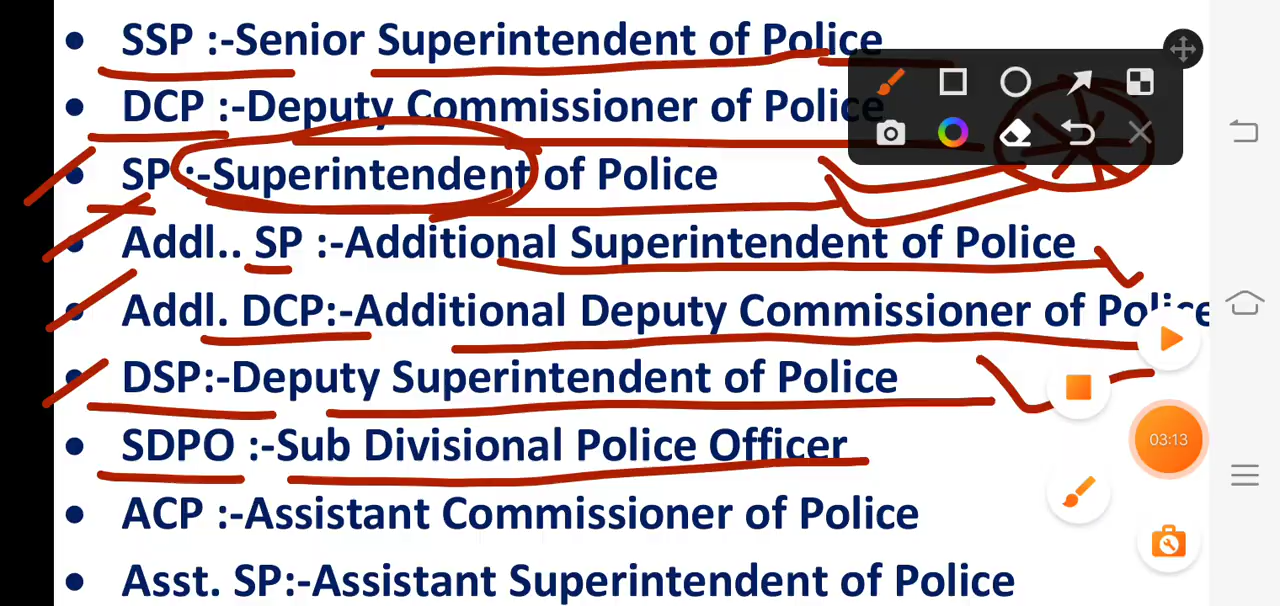 SSP :-Senior Superintendent of Police
DCP :-Deputy Commissioner of Police
SP :-Superintendent of Police
Addl.. SP :-Additional Superintendent of Police
Addl. DCP:-Additional Deputy Commissioner of Police
DSP:-Deputy Superintendent of Police
SDPO :-Sub Divisional Police Officer
03:13
ACP :-Assistant Commissioner of Police
Asst. SP:-Assistant Superintendent of Police